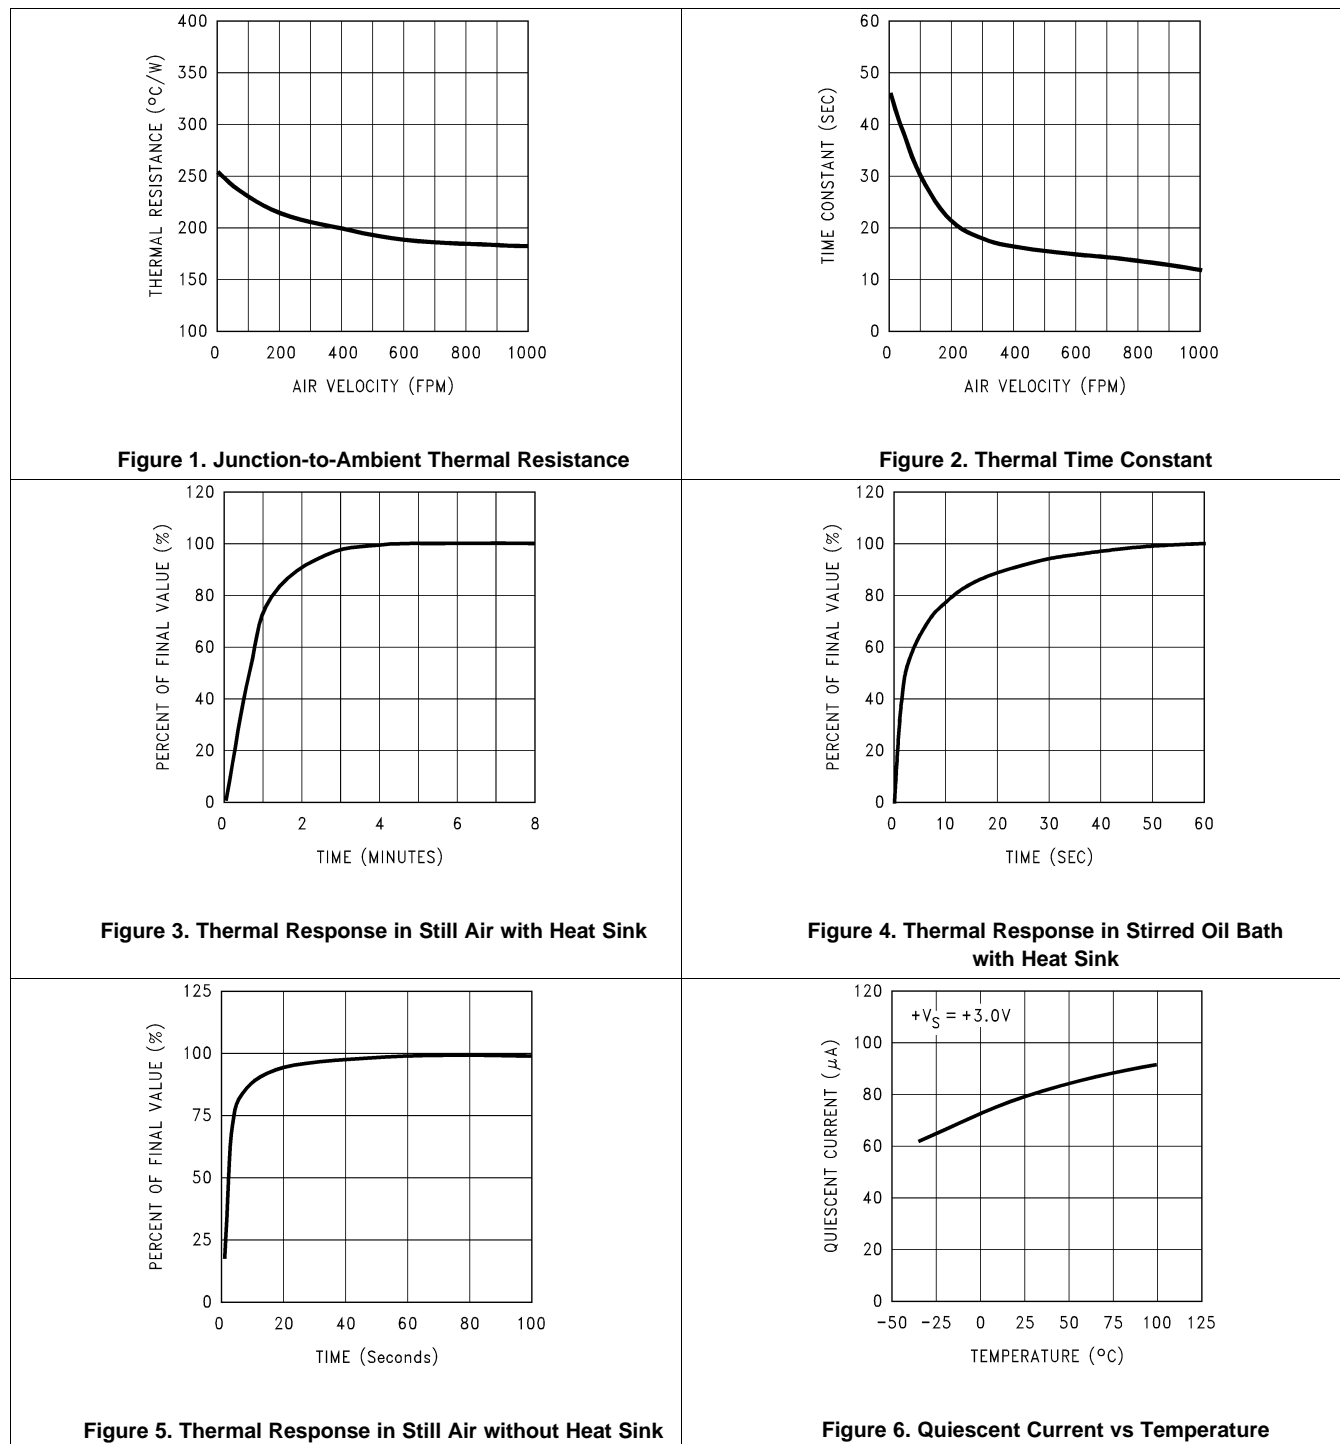 400
350
300
250
200
150
100
THERMAL RESISTANCE (°C/W)
0 200 400 600 800 1000
AIR VELOCITY (FPM)
Figure 1. Junction-to-Ambient Thermal Resistance
60
50
40
30
20
10
0
TIME CONSTANT (SEC)
0 200 400 600 800 1000
AIR VELOCITY (FPM)
Figure 2. Thermal Time Constant
120
100
80
60
40
20
0
PERCENT OF FINAL VALUE (%)
0 2 4 6 8
TIME (MINUTES)
Figure 3. Thermal Response in Still Air with Heat Sink
120
100
80
60
40
20
0
PERCENT OF FINAL VALUE (%)
0 10 20 30 40 50 60
TIME (SEC)
Figure 4. Thermal Response in Stirred Oil Bath
with Heat Sink
125
100
75
50
25
0
PERCENT OF FINAL VALUE (%)
0 20 40 60 80 100
TIME (Seconds)
Figure 5. Thermal Response in Still Air without Heat Sink
120
100
80
60
40
20
0
QUIESCENT CURRENT (μA)
+VS = +3.0V
−50 −25 0 25 50 75 100 125
TEMPERATURE (°C)
Figure 6. Quiescent Current vs Temperature